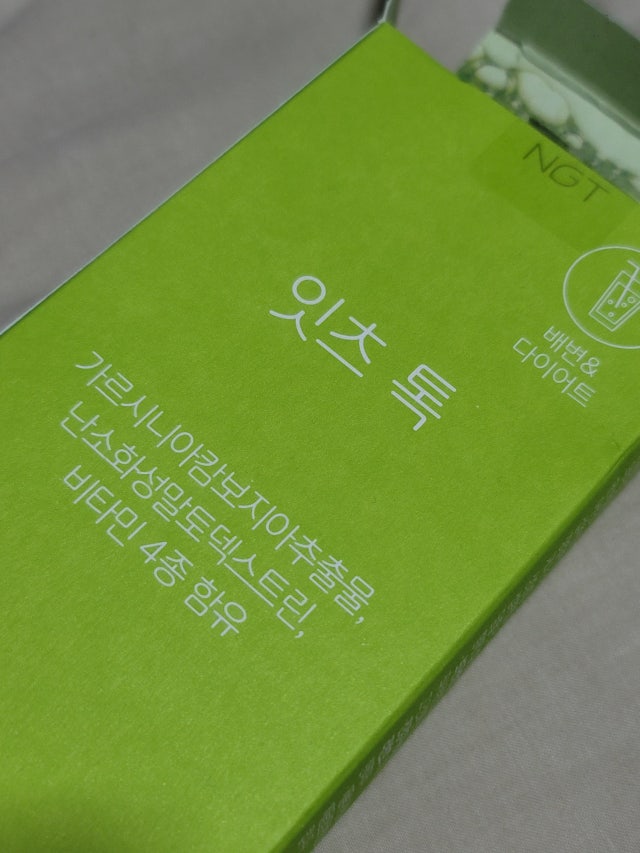 NGT
잇츠 톡
배변&
다이어트
가르시니아캄보지아추출물,
난소화성말토덱스트린,
비타민 4종 함유